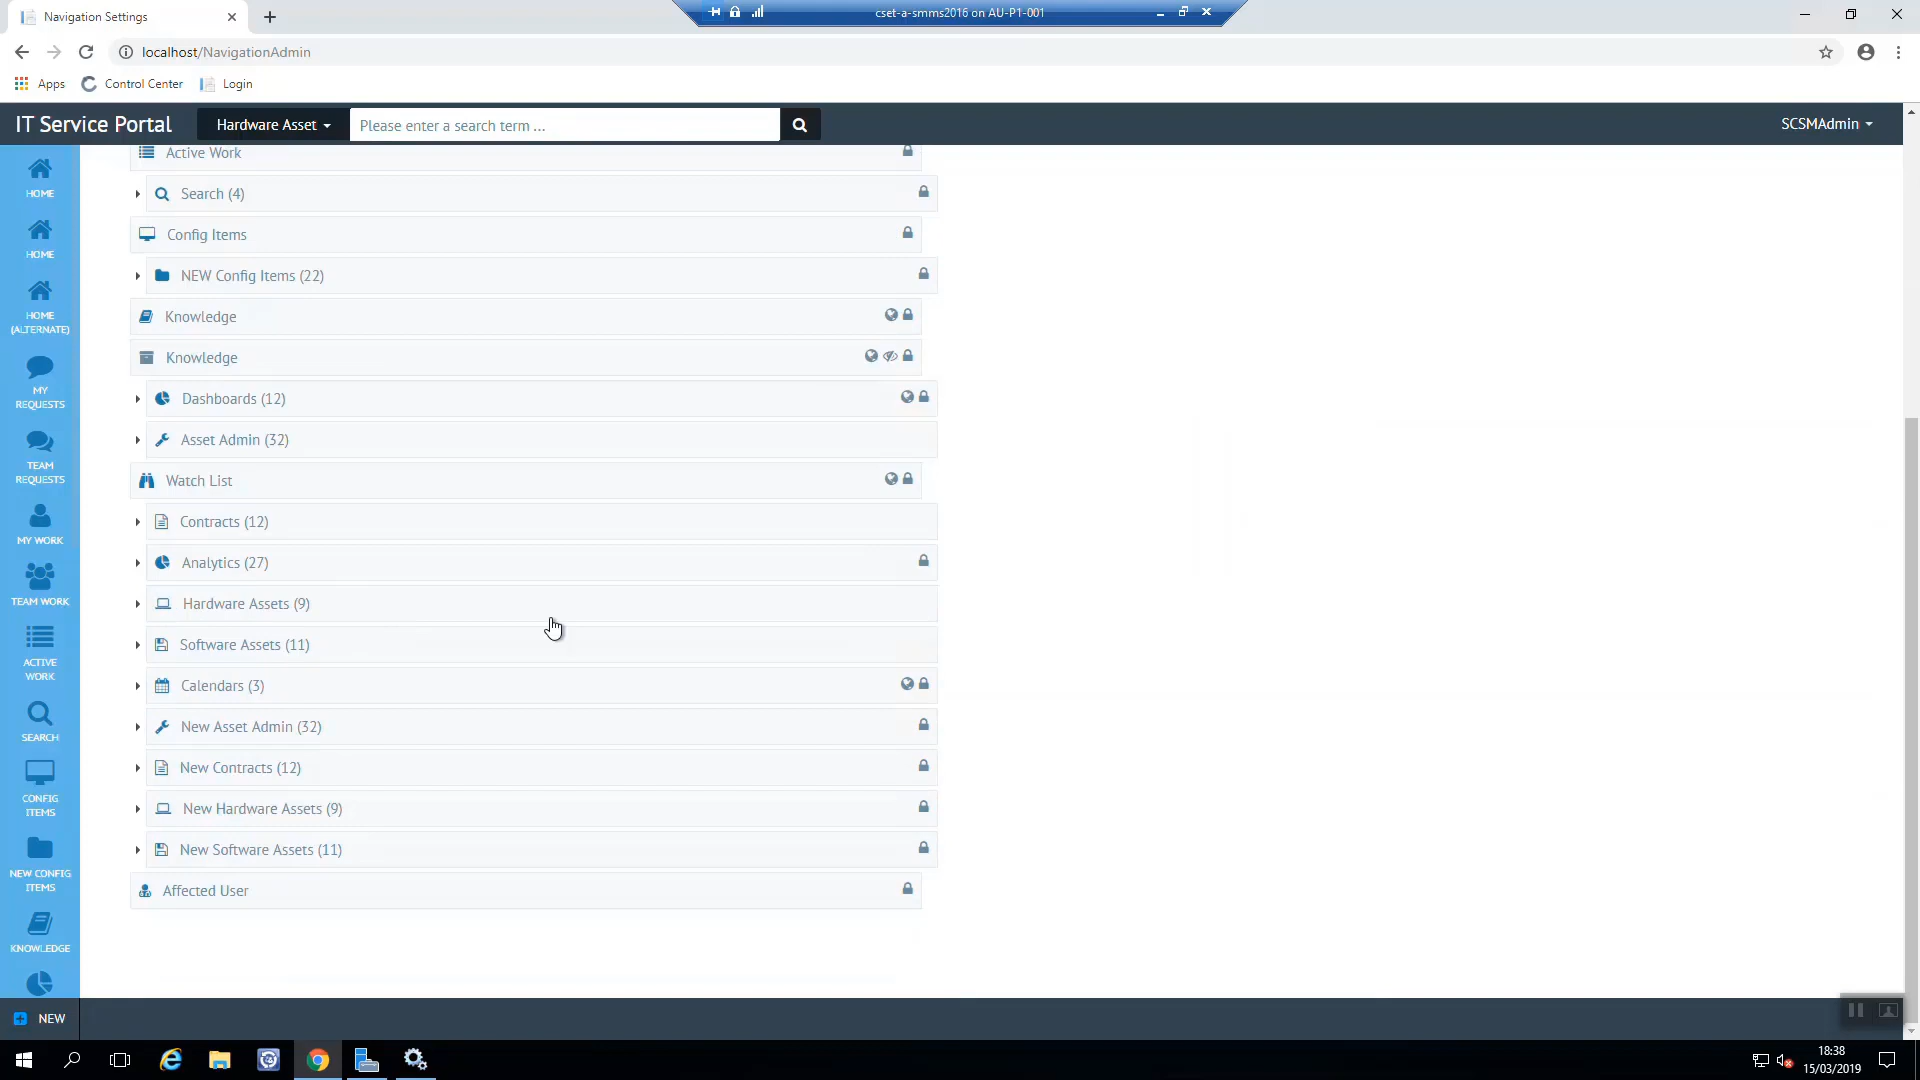 Navigation Settings
cset-a-smms2016 on AU-P1-001
localhost/NavigationAdmin
Apps
Control Center
Login
IT Service Portal
Hardware Asset
Please enter a search term ...
SCSMAdmin
HOME
HOME
HOME
(ALTERNATE)
MY
REQUESTS
TEAM
REQUESTS
MY WORK
TEAM WORK
ACTIVE
WORK
SEARCH
CONFIG
ITEMS
NEW CONFIG
ITEMS
KNOWLEDGE
Active Work
Search (4)
Config Items
NEW Config Items (22)
Knowledge
Knowledge
Dashboards (12)
Asset Admin (32)
Watch List
Contracts (12)
Analytics (27)
Hardware Assets (9)
Software Assets (11)
Calendars (3)
New Asset Admin (32)
New Contracts (12)
New Hardware Assets (9)
New Software Assets (11)
Affected User
NEW
18:38
15/03/2019